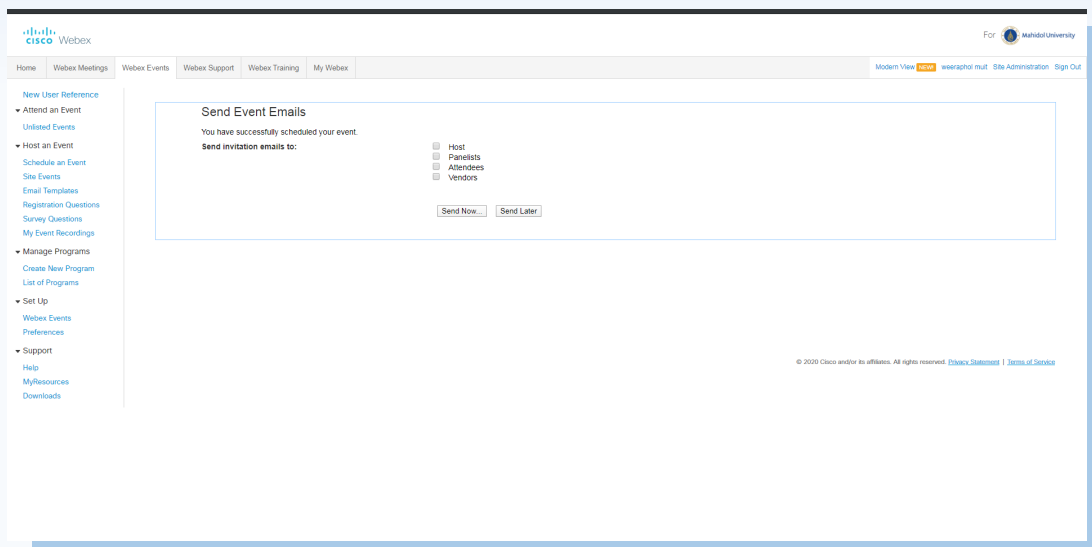 CISCO Webex
For Mahidol University
Home Webex Meetings Webex Events Webex Support Webex Training My Webex
Modern View NEW! weeraphol muit Site Administration Sign Out
New User Reference
Attend an Event
Unlisted Events
Host an Event
Schedule an Event
Site Events
Email Templates
Registration Questions
Survey Questions
My Event Recordings
Manage Programs
Create New Program
List of Programs
Set Up
Webex Events
Preferences
Support
Help
MyResources
Downloads
Send Event Emails
You have successfully scheduled your event.
Send invitation emails to:
Host
Panelists
Attendees
Vendors
Send Now... Send Later
© 2020 Cisco and/or its affiliates. All rights reserved. Privacy Statement | Terms of Service